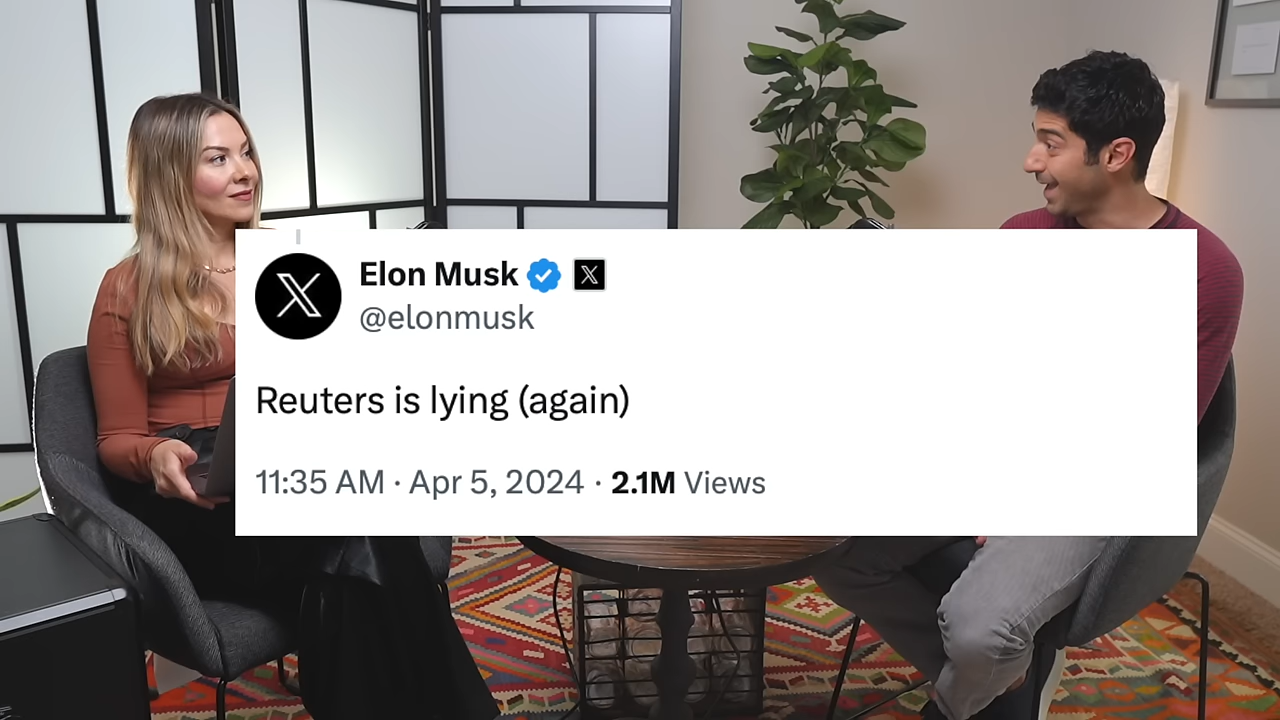 Elon Musk
@elonmusk
Reuters is lying (again)
11:35 AM · Apr 5, 2024 · 2.1M Views